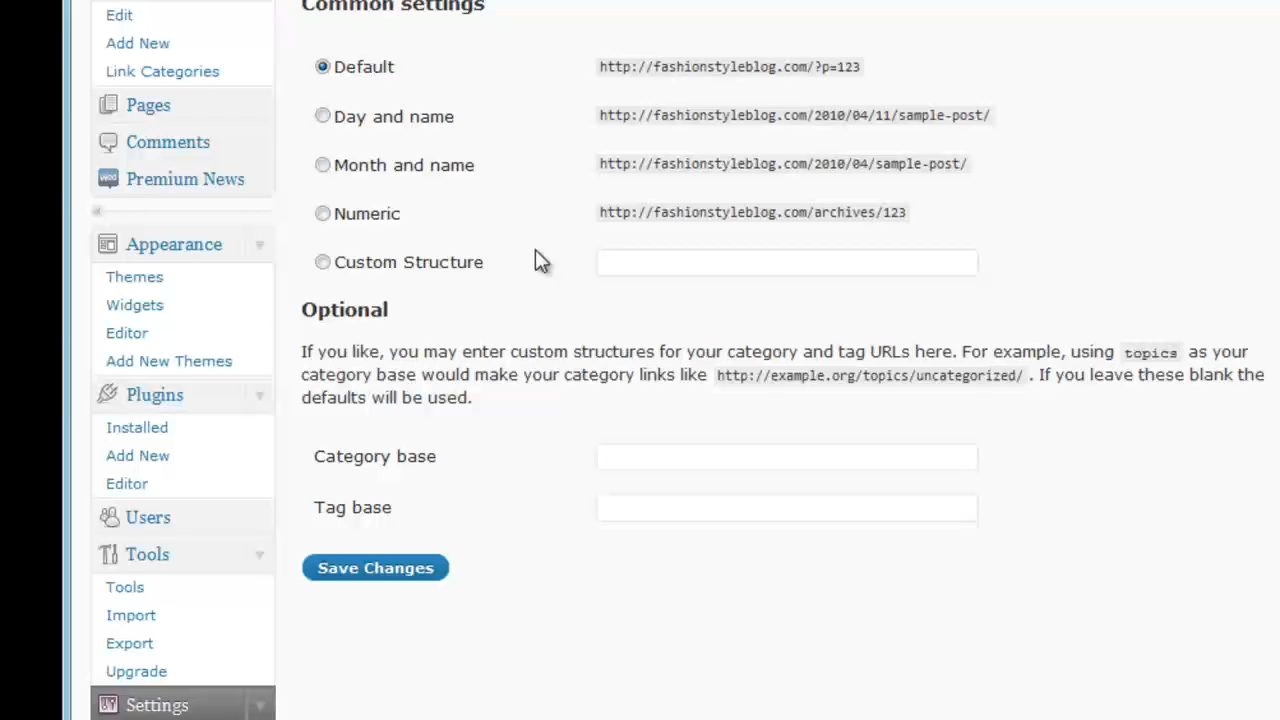 Common settings
Edit
Add New
Link Categories
Pages
Comments
Premium News
Appearance
Themes
Widgets
Editor
Add New Themes
Plugins
Installed
Add New
Editor
Users
Tools
Tools
Import
Export
Upgrade
Settings
Default http://fashionstyleblog.com/?p=123
Day and name http://fashionstyleblog.com/2010/04/11/sample-post/
Month and name http://fashionstyleblog.com/2010/04/sample-post/
Numeric http://fashionstyleblog.com/archives/123
Custom Structure
Optional
If you like, you may enter custom structures for your category and tag URLs here. For example, using topics as your
category base would make your category links like http://example.org/topics/uncategorized/ . If you leave these blank the
defaults will be used.
Category base
Tag base
Save Changes